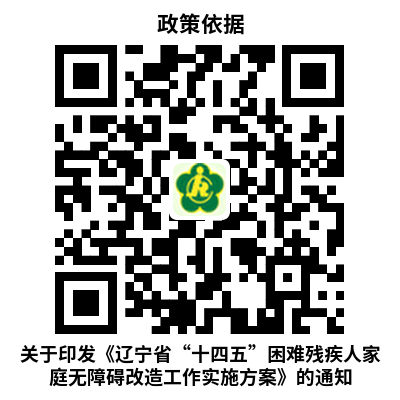 政策依据
关于印发《辽宁省“十四五”困难残疾人家
庭无障碍改造工作实施方案》的通知